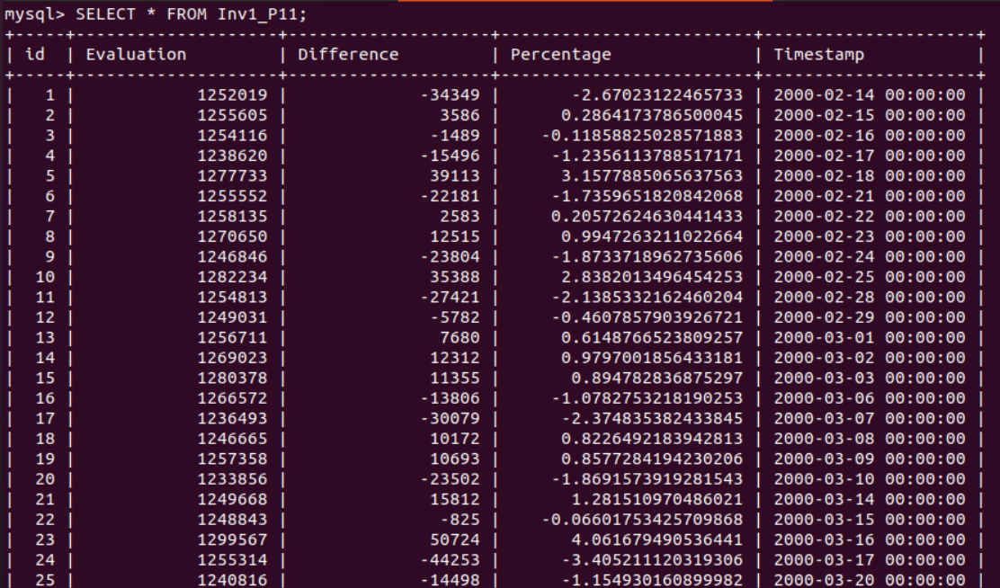 mysql> SELECT * FROM Inv1_P11;
+-----+--------------------+--------------------+------------------------+---------------------+
| id | Evaluation | Difference | Percentage | Timestamp |
+-----+--------------------+--------------------+------------------------+---------------------+
| 1 | 1252019 | -34349 | -2.67023122465733 | 2000-02-14 00:00:00 |
| 2 | 1255605 | 3586 | 0.2864173786500045 | 2000-02-15 00:00:00 |
| 3 | 1254116 | -1489 | -0.11858825028571883 | 2000-02-16 00:00:00 |
| 4 | 1238620 | -15496 | -1.2356113788517171 | 2000-02-17 00:00:00 |
| 5 | 1277733 | 39113 | 3.1577885065637563 | 2000-02-18 00:00:00 |
| 6 | 1255552 | -22181 | -1.7359651820842068 | 2000-02-21 00:00:00 |
| 7 | 1258135 | 2583 | 0.20572624630441433 | 2000-02-22 00:00:00 |
| 8 | 1270650 | 12515 | 0.9947263211022664 | 2000-02-23 00:00:00 |
| 9 | 1246846 | -23804 | -1.8733718962735606 | 2000-02-24 00:00:00 |
| 10 | 1282234 | 35388 | 2.8382013496454253 | 2000-02-25 00:00:00 |
| 11 | 1254813 | -27421 | -2.1385332162460204 | 2000-02-28 00:00:00 |
| 12 | 1249031 | -5782 | -0.4607857903926721 | 2000-02-29 00:00:00 |
| 13 | 1256711 | 7680 | 0.6148766523809257 | 2000-03-01 00:00:00 |
| 14 | 1269023 | 12312 | 0.9797001856433181 | 2000-03-02 00:00:00 |
| 15 | 1280378 | 11355 | 0.894782836875297 | 2000-03-03 00:00:00 |
| 16 | 1266572 | -13806 | -1.0782753218190253 | 2000-03-06 00:00:00 |
| 17 | 1236493 | -30079 | -2.374835382433845 | 2000-03-07 00:00:00 |
| 18 | 1246665 | 10172 | 0.8226492183942813 | 2000-03-08 00:00:00 |
| 19 | 1257358 | 10693 | 0.8577284194230206 | 2000-03-09 00:00:00 |
| 20 | 1233856 | -23502 | -1.8691573919281543 | 2000-03-10 00:00:00 |
| 21 | 1249668 | 15812 | 1.281510970486021 | 2000-03-14 00:00:00 |
| 22 | 1248843 | -825 | -0.06601753425709868 | 2000-03-15 00:00:00 |
| 23 | 1299567 | 50724 | 4.061679490536441 | 2000-03-16 00:00:00 |
| 24 | 1255314 | -44253 | -3.405211120319306 | 2000-03-17 00:00:00 |
| 25 | 1240816 | -14498 | -1.154930160899982 | 2000-03-20 00:00:00 |